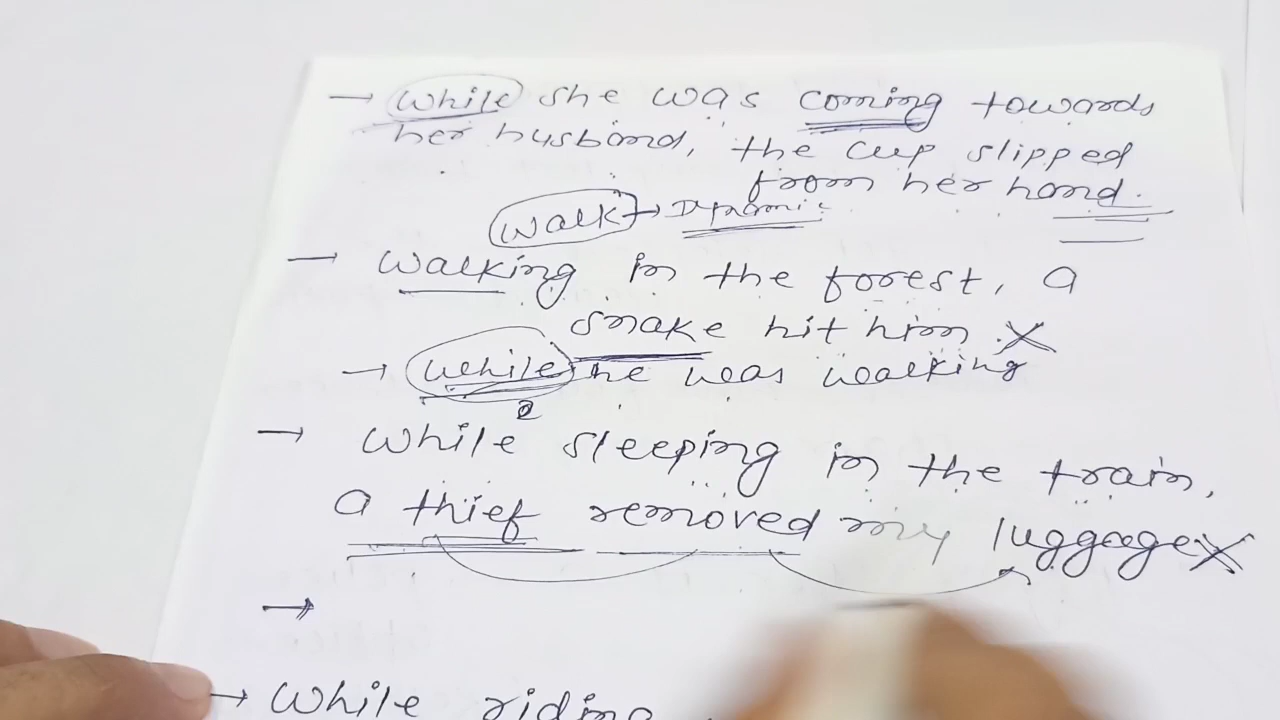 → While she was coming towards
her husband, the cup slipped
from her hand.
walk → Dynamic
→ Walking in the forest, a
snake hit him. X
→ while he was walking
→ While sleeping in the train,
a thief removed my luggage X
→
→ While riding